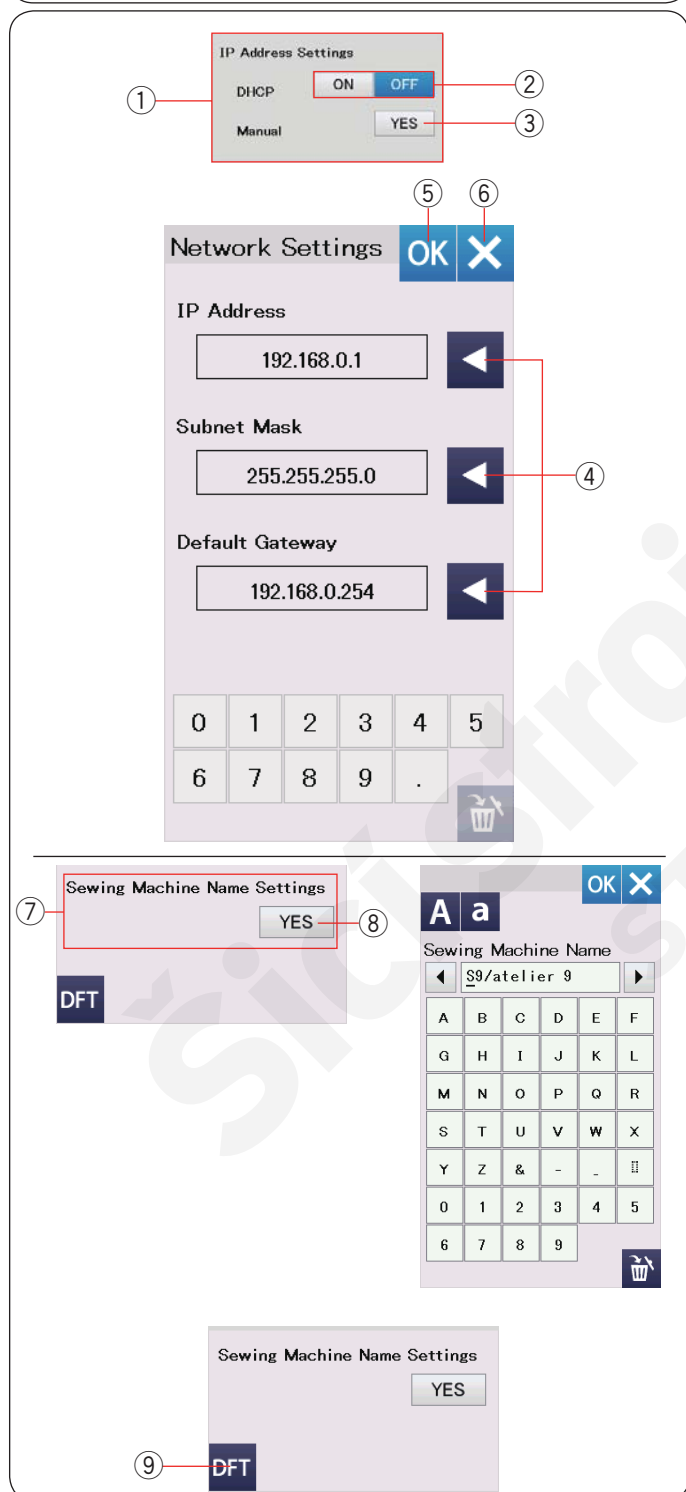 IP Address Settings
DHCP ON OFF
Manual YES
1
2
3
5 6
Network Settings OK X
IP Address
192.168.0.1
Subnet Mask
255.255.255.0
4
Default Gateway
192.168.0.254
0 1 2 3 4 5
6 7 8 9 .
Sewing Machine Name Settings
7
YES 8
DFT
OK X
A a
Sewing Machine Name
S9/atelier 9
A B C D E F
G H I J K L
M N O P Q R
S T U V W X
Y Z & - _
0 1 2 3 4 5
6 7 8 9
Sewing Machine Name Settings
YES
9 DFT
Šicí stroj